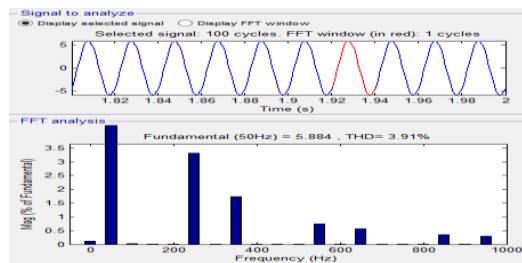 Signal to analyze
Display selected signal Display FFT window
Selected signal: 100 cycles. FFT window (in red): 1 cycles
5
0
-5
1.82 1.84 1.86 1.88 1.9 1.92 1.94 1.96 1.98 2
Time (s)
FFT analysis
Fundamental (50Hz) = 5.884 , THD= 3.91%
Mag (% of Fundamental)
3.5
3
2.5
2
1.5
1
0.5
0
0 200 400 600 800 1000
Frequency (Hz)